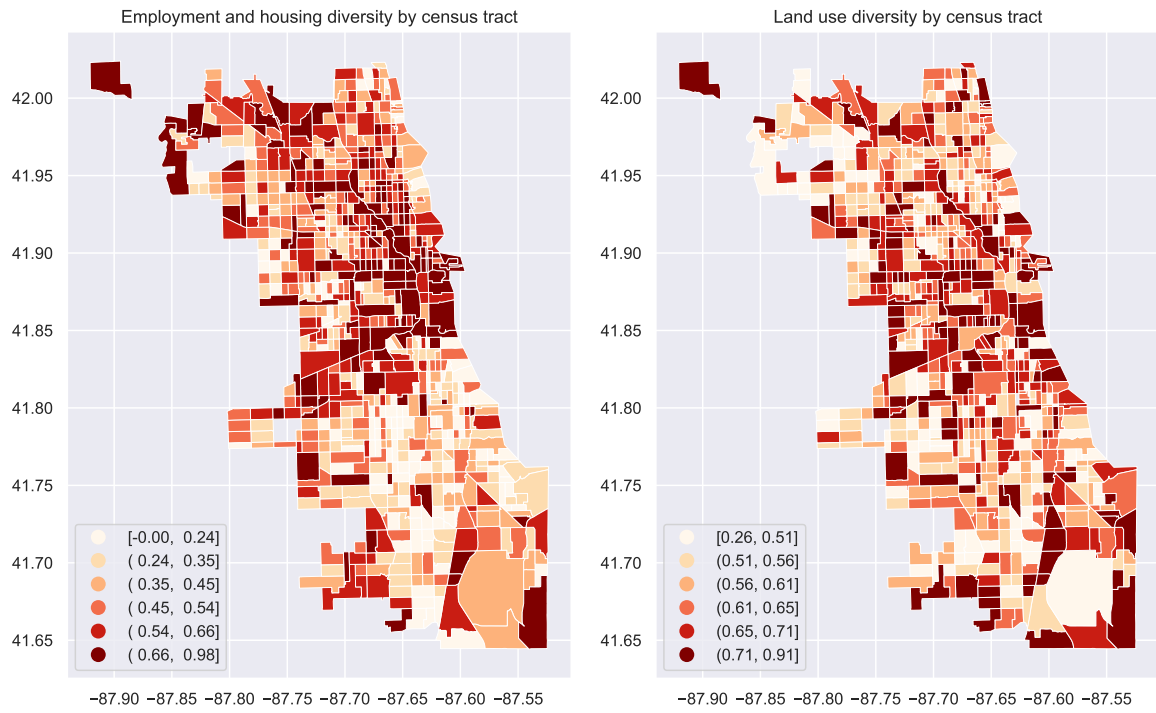 Employment and housing diversity by census tract
42.00
41.95
41.90
41.85
41.80
41.75
41.70
41.65
[-0.00, 0.24]
( 0.24, 0.35]
( 0.35, 0.45]
( 0.45, 0.54]
( 0.54, 0.66]
( 0.66, 0.98]
−87.90 −87.85 −87.80 −87.75 −87.70 −87.65 −87.60 −87.55
Land use diversity by census tract
42.00
41.95
41.90
41.85
41.80
41.75
41.70
41.65
[0.26, 0.51]
(0.51, 0.56]
(0.56, 0.61]
(0.61, 0.65]
(0.65, 0.71]
(0.71, 0.91]
−87.90 −87.85 −87.80 −87.75 −87.70 −87.65 −87.60 −87.55